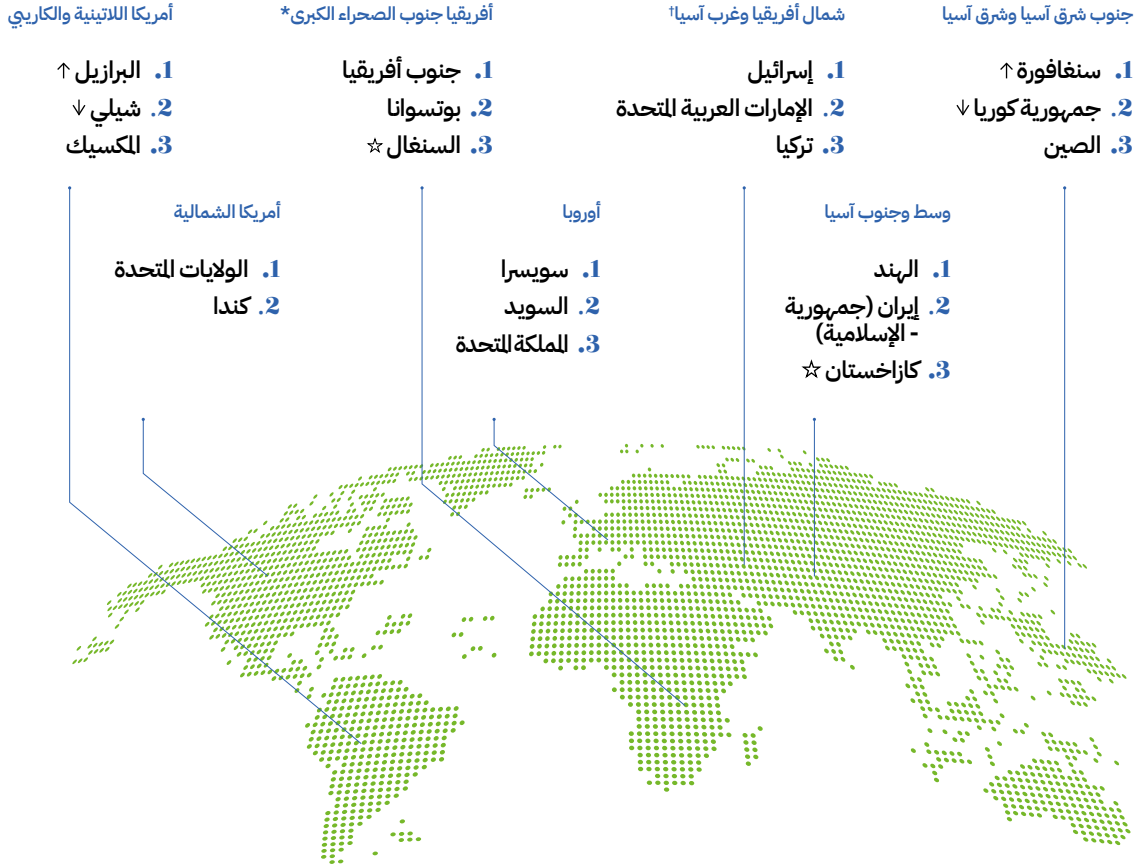 جنوب شرق آسيا وشرق آسيا
1. سنغافورة ↑
2. جمهورية كوريا ↓
3. الصين
شمال أفريقيا وغرب آسيا†
1. إسرائيل
2. الإمارات العربية المتحدة
3. تركيا
أفريقيا جنوب الصحراء الكبرى*
1. جنوب أفريقيا
2. بوتسوانا
3. السنغال ☆
أمريكا اللاتينية والكاريبي
1. البرازيل ↑
2. شيلي ↓
3. المكسيك
وسط وجنوب آسيا
1. الهند
2. إيران (جمهورية
- الإسلامية)
3. كازاخستان ☆
أوروبا
1. سويسرا
2. السويد
3. المملكة المتحدة
أمريكا الشمالية
1. الولايات المتحدة
2. كندا